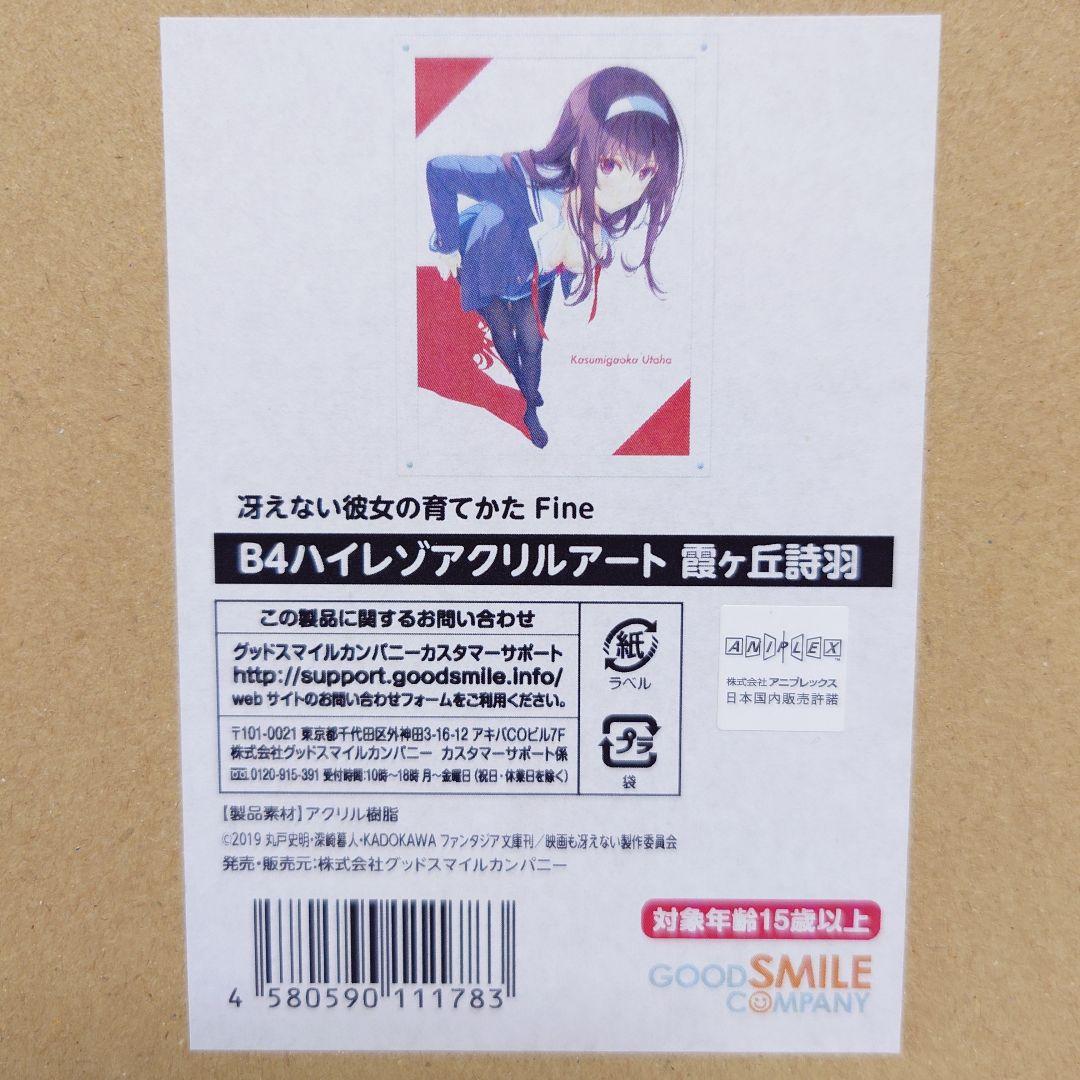 Kasumigaoka Utaha
冴えない彼女の育てかた Fine
B4ハイレゾアクリルアート 霞ヶ丘詩羽
この製品に関するお問い合わせ
グッドスマイルカンパニーカスタマーサポート
http://support.goodsmile.info/
web サイトのお問い合わせフォームをご利用ください。
〒101-0021 東京都千代田区外神田3-16-12 アキバCOビル7F
株式会社グッドスマイルカンパニー カスタマーサポート係
0120-915-391 受付時間:10時〜18時 月〜金曜日 (祝日・休業日を除く)
紙
ラベル
プラ
袋
ANIPLEX™
株式会社 アニプレックス
日本国内販売許諾
【製品素材】アクリル樹脂
©2019 丸戸史明・深崎暮人・KADOKAWA ファンタジア文庫刊／映画も冴えない製作委員会
発売・販売元:株式会社グッドスマイルカンパニー
4 580590 111783
対象年齢15歳以上
GOOD SMILE
COMPANY